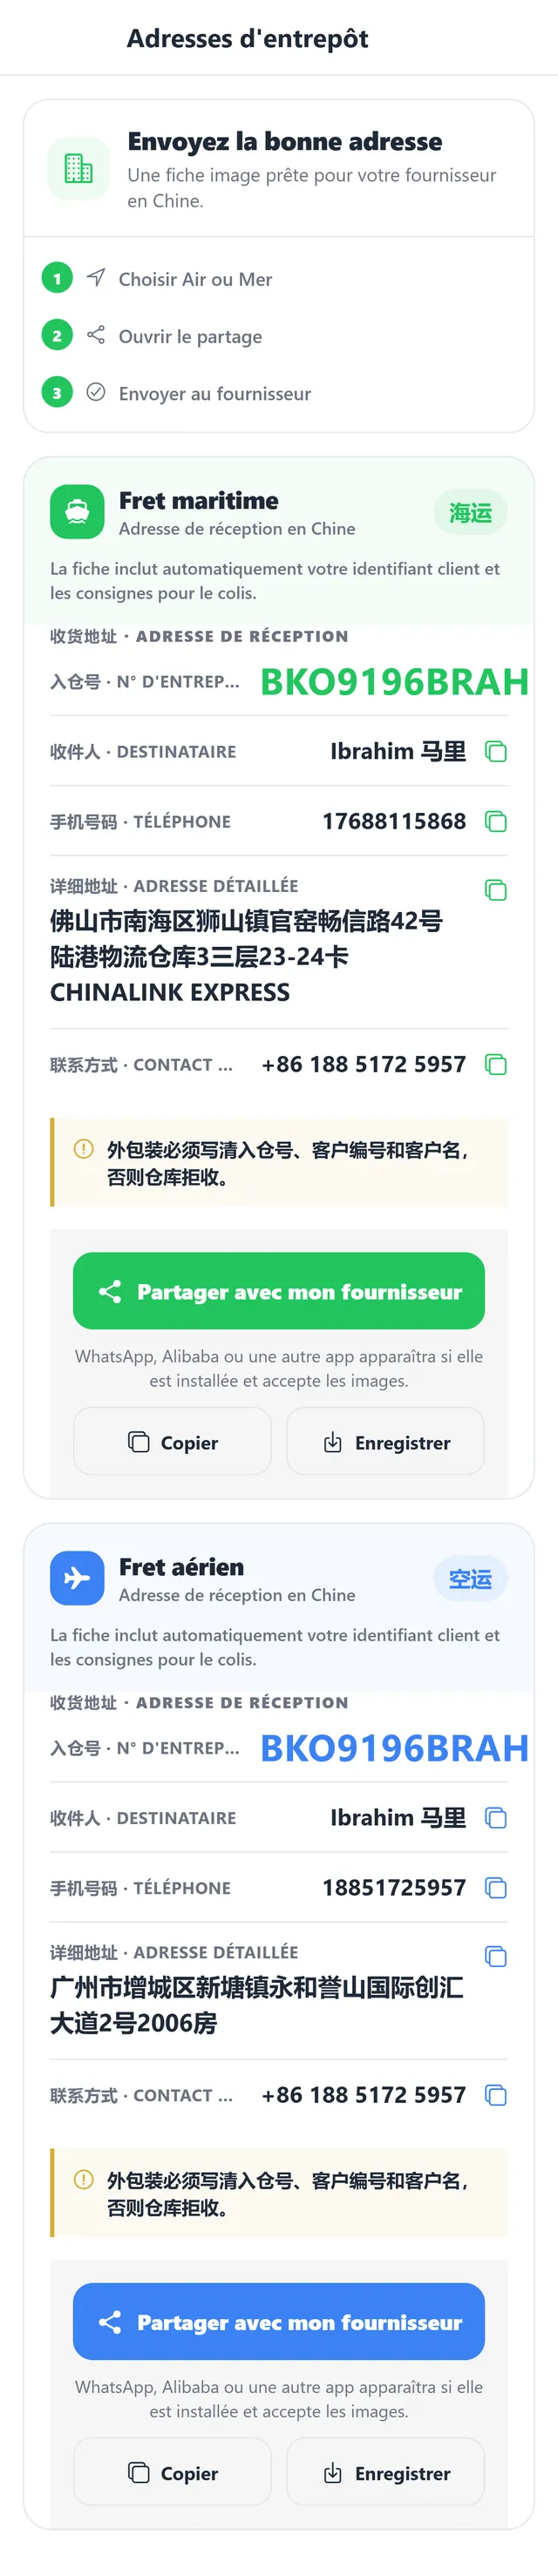 Adresses d'entrepôt
Envoyez la bonne adresse
Une fiche image prête pour votre fournisseur
en Chine.
1 Choisir Air ou Mer
2 Ouvrir le partage
3 Envoyer au fournisseur
Fret maritime
Adresse de réception en Chine
海运
La fiche inclut automatiquement votre identifiant client et
les consignes pour le colis.
收货地址 · ADRESSE DE RÉCEPTION
入仓号 · N° D'ENTREP... BKO9196BRAH
收件人 · DESTINATAIRE Ibrahim 马里
手机号码 · TÉLÉPHONE 17688115868
详细地址 · ADRESSE DÉTAILLÉE
佛山市南海区狮山镇官窑畅信路42号
陆港物流仓库3三层23-24卡
CHINALINK EXPRESS
联系方式 · CONTACT ... +86 188 5172 5957
外包装必须写清入仓号、客户编号和客户名，
否则仓库拒收。
Partager avec mon fournisseur
WhatsApp, Alibaba ou une autre app apparaîtra si elle
est installée et accepte les images.
Copier Enregistrer
Fret aérien
Adresse de réception en Chine
空运
La fiche inclut automatiquement votre identifiant client et
les consignes pour le colis.
收货地址 · ADRESSE DE RÉCEPTION
入仓号 · N° D'ENTREP... BKO9196BRAH
收件人 · DESTINATAIRE Ibrahim 马里
手机号码 · TÉLÉPHONE 18851725957
详细地址 · ADRESSE DÉTAILLÉE
广州市增城区新塘镇永和誉山国际创汇
大道2号2006房
联系方式 · CONTACT ... +86 188 5172 5957
外包装必须写清入仓号、客户编号和客户名，
否则仓库拒收。
Partager avec mon fournisseur
WhatsApp, Alibaba ou une autre app apparaîtra si elle
est installée et accepte les images.
Copier Enregistrer